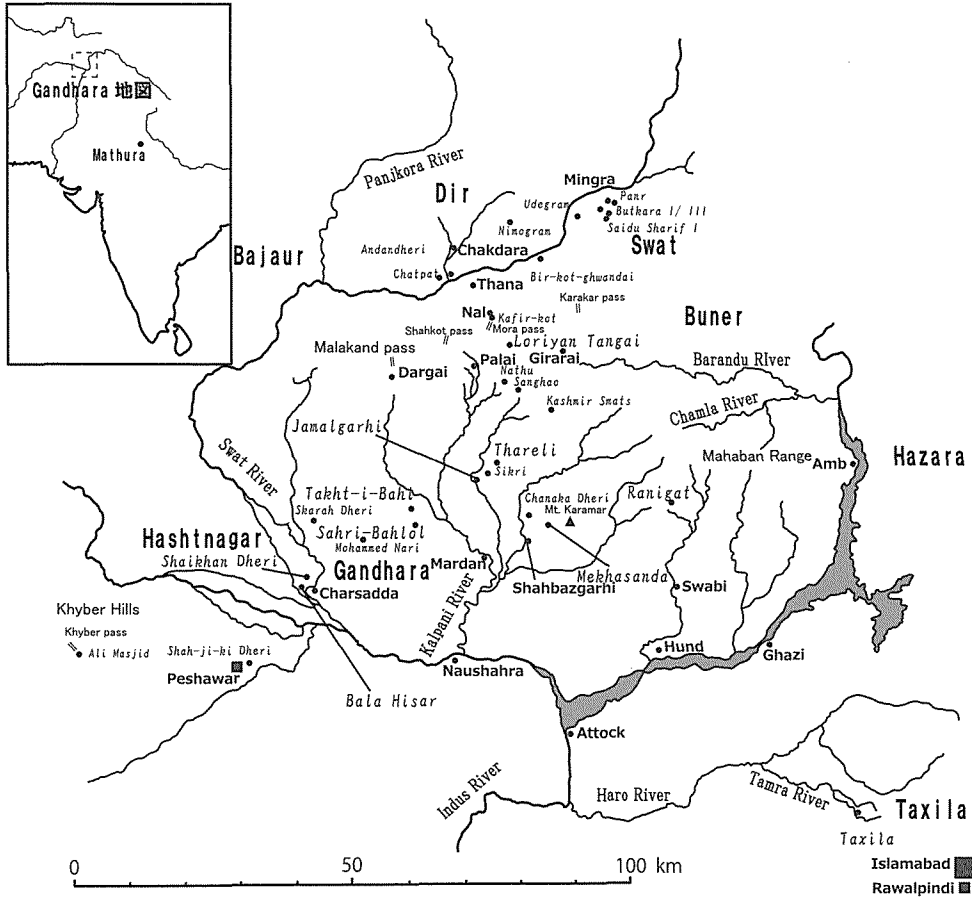 Gandhara 地図
Mathura
Panjkora River
Dir
Mingra
Panr
Udegram
Butkara I/ III
Nimogram
Saidu Sharif I
Swat
Andandheri
Chakdara
Bajaur
Chatpat
Bir-kot-ghwandai
Thana
Karakar pass
Nal
Kafir-kot
Buner
Shahkot pass
Mora pass
Loriyan Tangai
Malakand pass
Palai
Girarai
Barandu RIver
Dargai
Nathu
Sanghao
Kashmir Smats
Chamla River
Jamalgarhi
Thareli
Mahaban Range
Hazara
Swat River
Sikri
Amb
Takht-i-Bahi
Chanaka Dheri
Ranigat
Skarah Dheri
Mt. Karamar
Sahri-Bahlol
Hashtnagar
Mohammed Nari
Shaikhan Dheri
Gandhara
Mardan
Mekhasanda
Charsadda
Shahbazgarhi
Swabi
Khyber Hills
Kalpani River
Khyber pass
Ali Masjid
Shah-ji-ki Dheri
Hund
Ghazi
Peshawar
Naushahra
Bala Hisar
Attock
Indus River
Haro River
Tamra River
Taxila
Taxila
0 50 100 km
Islamabad
Rawalpindi